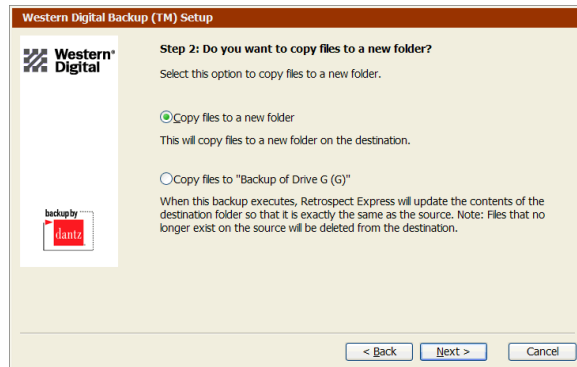 Western Digital Backup (TM) Setup
Western®
Digital
Step 2: Do you want to copy files to a new folder?
Select this option to copy files to a new folder.
Copy files to a new folder
This will copy files to a new folder on the destination.
Copy files to "Backup of Drive G (G)"
When this backup executes, Retrospect Express will update the contents of the
destination folder so that it is exactly the same as the source. Note: Files that no
longer exist on the source will be deleted from the destination.
backup by
dantz
< Back
Next >
Cancel